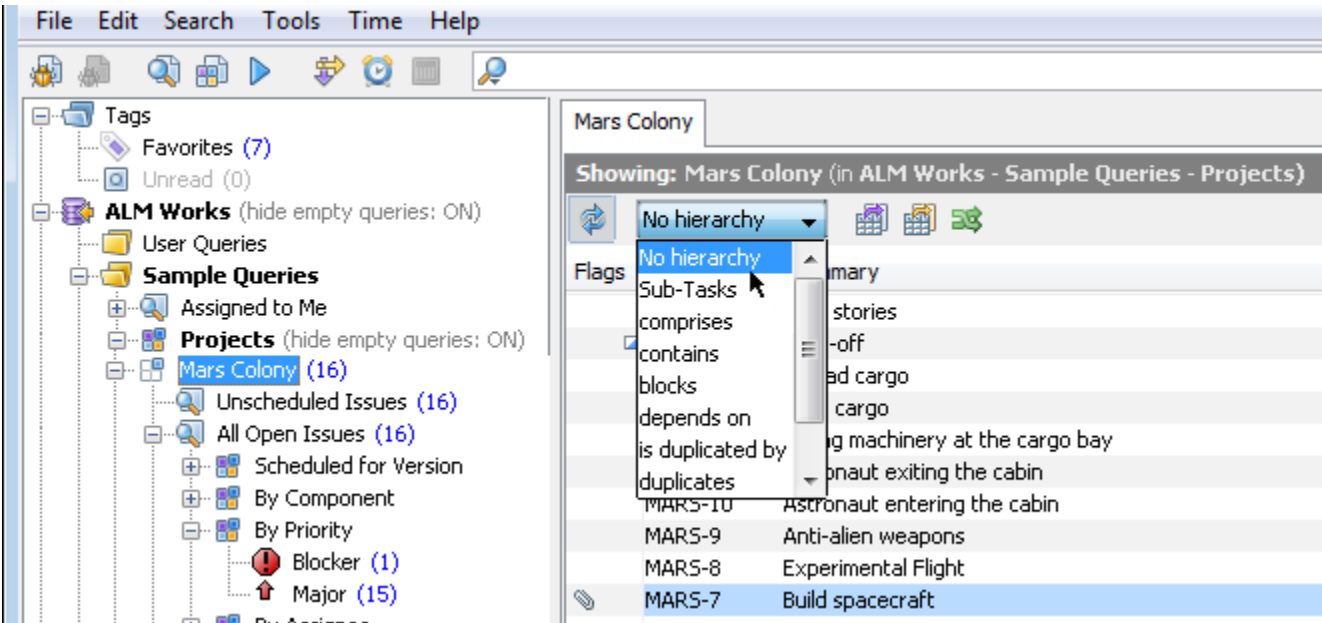 File Edit Search Tools Time Help
Tags
Favorites (7)
Unread (0)
ALM Works (hide empty queries: ON)
User Queries
Sample Queries
Assigned to Me
Projects (hide empty queries: ON)
Mars Colony (16)
Unscheduled Issues (16)
All Open Issues (16)
Scheduled for Version
By Component
By Priority
Blocker (1)
Major (15)
By Assignee
Mars Colony
Showing: Mars Colony (in ALM Works - Sample Queries - Projects)
No hierarchy
Flags mmary
No hierarchy
Sub-Tasks
comprises
contains
blocks
depends on
is duplicated by
duplicates
stories
-off
ad cargo
cargo
g machinery at the cargo bay
onaut exiting the cabin
MARS-10 Astronaut entering the cabin
MARS-9 Anti-alien weapons
MARS-8 Experimental Flight
MARS-7 Build spacecraft